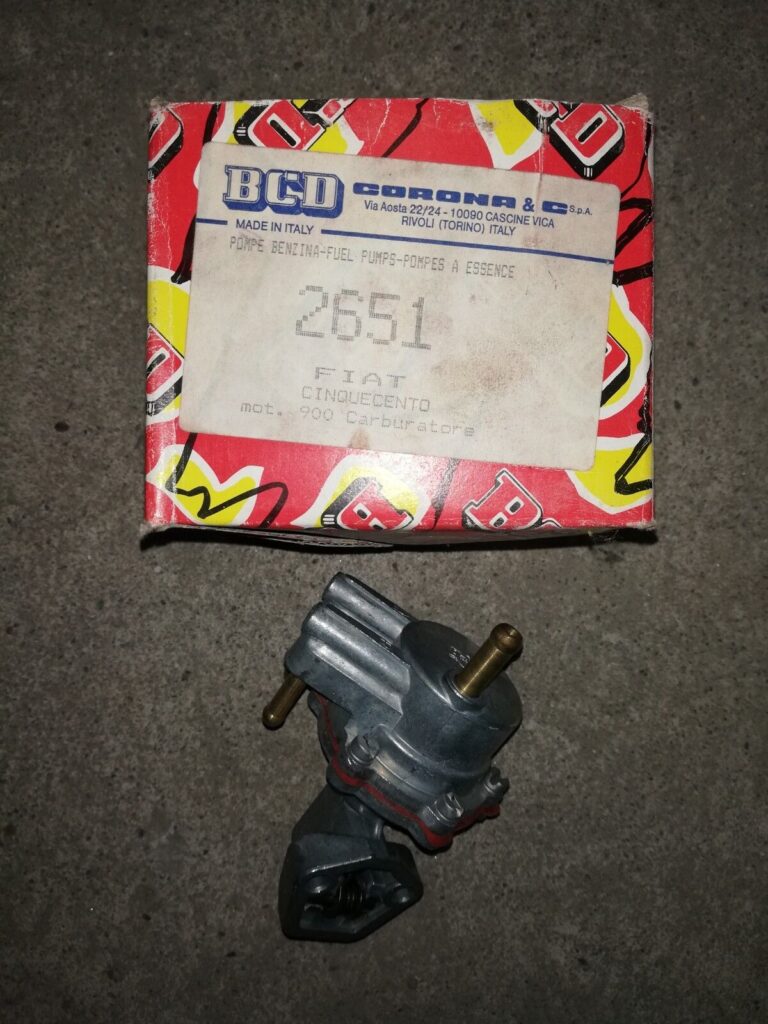 BCD CORONA & C S.p.A.
Via Aosta 22/24 - 10090 CASCINE VICA
MADE IN ITALY RIVOLI (TORINO) ITALY
POMPE BENZINA-FUEL PUMPS-POMPES A ESSENCE
2651
FIAT
CINQUECENTO
mot. 900 Carburatore